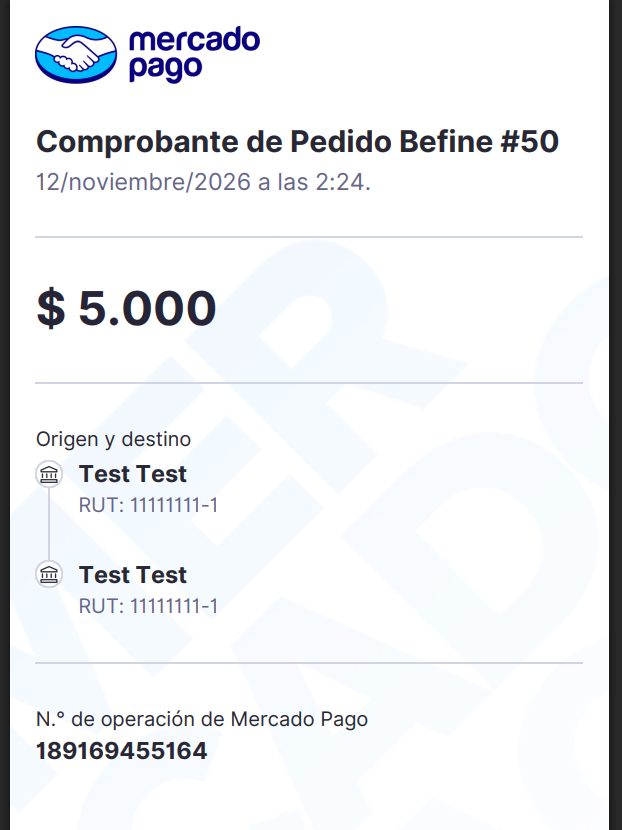 mercado
pago
Comprobante de Pedido Befine #50
12/noviembre/2026 a las 2:24.
$ 5.000
Origen y destino
Test Test
RUT: 11111111-1
Test Test
RUT: 11111111-1
N.° de operación de Mercado Pago
189169455164